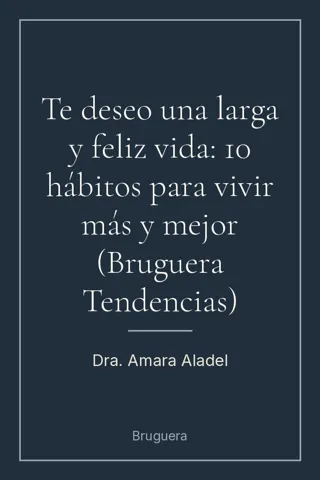 Te deseo una larga
y feliz vida: 10
hábitos para vivir
más y mejor
(Bruguera
Tendencias)
Dra. Amara Aladel
Bruguera